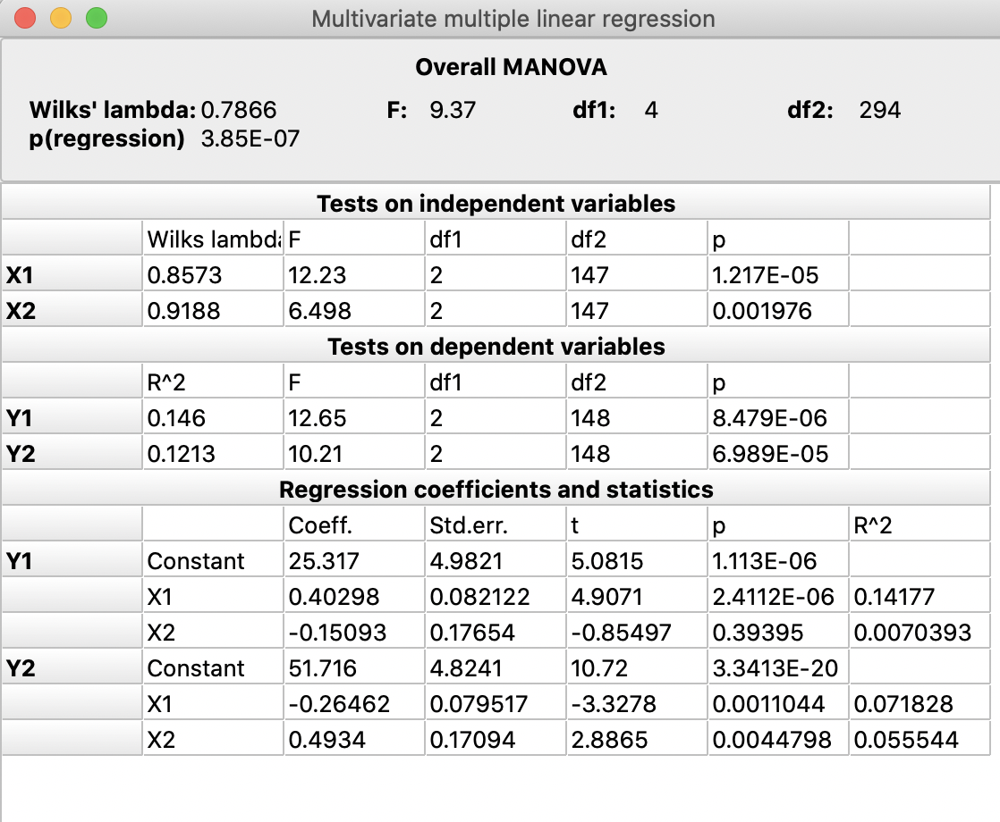 Multivariate multiple linear regression
Overall MANOVA
Wilks' lambda: 0.7866 F: 9.37 df1: 4 df2: 294
p(regression) 3.85E-07
Tests on independent variables
Wilks lambda F df1 df2 p
X1 0.8573 12.23 2 147 1.217E-05
X2 0.9188 6.498 2 147 0.001976
Tests on dependent variables
R^2 F df1 df2 p
Y1 0.146 12.65 2 148 8.479E-06
Y2 0.1213 10.21 2 148 6.989E-05
Regression coefficients and statistics
Coeff. Std.err. t p R^2
Y1 Constant 25.317 4.9821 5.0815 1.113E-06
X1 0.40298 0.082122 4.9071 2.4112E-06 0.14177
X2 -0.15093 0.17654 -0.85497 0.39395 0.0070393
Y2 Constant 51.716 4.8241 10.72 3.3413E-20
X1 -0.26462 0.079517 -3.3278 0.0011044 0.071828
X2 0.4934 0.17094 2.8865 0.0044798 0.055544